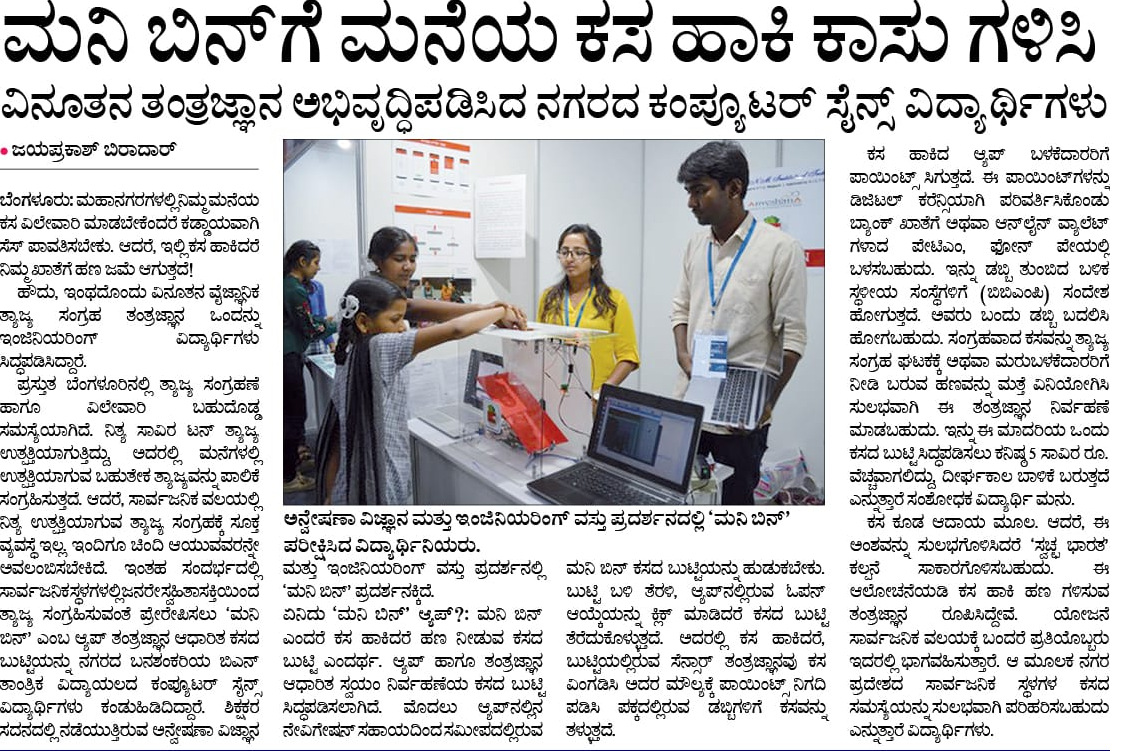 ಮನಿ ಬಿನ್‌ಗೆ ಮನೆಯ ಕಸ ಹಾಕಿ ಕಾಸು ಗಳಿಸಿ
ವಿನೂತನ ತಂತ್ರಜ್ಞಾನ ಅಭಿವೃದ್ಧಿಪಡಿಸಿದ ನಗರದ ಕಂಪ್ಯೂಟರ್ ಸೈನ್ಸ್ ವಿದ್ಯಾರ್ಥಿಗಳು
• ಜಯಪ್ರಕಾಶ್ ಬಿರಾದಾರ್
ಬೆಂಗಳೂರು: ಮಹಾನಗರಗಳಲ್ಲಿ ನಿಮ್ಮ ಮನೆಯ
ಕಸ ವಿಲೇವಾರಿ ಮಾಡಬೇಕೆಂದರೆ ಕಡ್ಡಾಯವಾಗಿ
ಸೆಸ್ ಪಾವತಿಸಬೇಕು. ಆದರೆ, ಇಲ್ಲಿ ಕಸ ಹಾಕಿದರೆ
ನಿಮ್ಮ ಖಾತೆಗೆ ಹಣ ಜಮೆ ಆಗುತ್ತದೆ!
ಹೌದು, ಇಂಥದೊಂದು ವಿನೂತನ ವೈಜ್ಞಾನಿಕ
ತ್ಯಾಜ್ಯ ಸಂಗ್ರಹ ತಂತ್ರಜ್ಞಾನ ಒಂದನ್ನು
ಇಂಜಿನಿಯರಿಂಗ್ ವಿದ್ಯಾರ್ಥಿಗಳು
ಸಿದ್ಧಪಡಿಸಿದ್ದಾರೆ.
ಪ್ರಸ್ತುತ ಬೆಂಗಳೂರಿನಲ್ಲಿ ತ್ಯಾಜ್ಯ ಸಂಗ್ರಹಣೆ
ಹಾಗೂ ವಿಲೇವಾರಿ ಬಹುದೊಡ್ಡ
ಸಮಸ್ಯೆಯಾಗಿದೆ. ನಿತ್ಯ ಸಾವಿರ ಟನ್ ತ್ಯಾಜ್ಯ
ಉತ್ಪತ್ತಿಯಾಗುತ್ತಿದ್ದು, ಅದರಲ್ಲಿ ಮನೆಗಳಲ್ಲಿ
ಉತ್ಪತ್ತಿಯಾಗುವ ಬಹುತೇಕ ತ್ಯಾಜ್ಯವನ್ನು ಪಾಲಿಕೆ
ಸಂಗ್ರಹಿಸುತ್ತದೆ. ಆದರೆ, ಸಾರ್ವಜನಿಕ ವಲಯಲ್ಲಿ
ನಿತ್ಯ ಉತ್ಪತ್ತಿಯಾಗುವ ತ್ಯಾಜ್ಯ ಸಂಗ್ರಹಕ್ಕೆ ಸೂಕ್ತ
ವ್ಯವಸ್ಥೆ ಇಲ್ಲ. ಇಂದಿಗೂ ಚಿಂದಿ ಆಯುವವರನ್ನೇ
ಅವಲಂಬಿಸಬೇಕಿದೆ. ಇಂತಹ ಸಂದರ್ಭದಲ್ಲಿ
ಸಾರ್ವಜನಿಕ ಸ್ಥಳಗಳಲ್ಲಿ ಜನರೇ ಸ್ವಹಿತಾಸಕ್ತಿಯಿಂದ
ತ್ಯಾಜ್ಯ ಸಂಗ್ರಹಿಸುವಂತೆ ಪ್ರೇರೇಪಿಸಲು ‘ಮನಿ
ಬಿನ್’ ಎಂಬ ಆ್ಯಪ್ ತಂತ್ರಜ್ಞಾನ ಆಧಾರಿತ ಕಸದ
ಬುಟ್ಟಿಯನ್ನು ನಗರದ ಬನಶಂಕರಿಯ ಬಿಎನ್
ತಾಂತ್ರಿಕ ವಿದ್ಯಾಯಲದ ಕಂಪ್ಯೂಟರ್ ಸೈನ್ಸ್
ವಿದ್ಯಾರ್ಥಿಗಳು ಕಂಡುಹಿಡಿದಿದ್ದಾರೆ. ಶಿಕ್ಷಕರ
ಸದನದಲ್ಲಿ ನಡೆಯುತ್ತಿರುವ ಅನ್ವೇಷಣಾ ವಿಜ್ಞಾನ
ಅನ್ವೇಷಣಾ ವಿಜ್ಞಾನ ಮತ್ತು ಇಂಜಿನಿಯರಿಂಗ್ ವಸ್ತು ಪ್ರದರ್ಶನದಲ್ಲಿ ‘ಮನಿ ಬಿನ್’
ಪರೀಕ್ಷಿಸಿದ ವಿದ್ಯಾರ್ಥಿನಿಯರು.
ಮತ್ತು ಇಂಜಿನಿಯರಿಂಗ್ ವಸ್ತು ಪ್ರದರ್ಶನಲ್ಲಿ
‘ಮನಿ ಬಿನ್’ ಪ್ರದರ್ಶನಕ್ಕಿದೆ.
ಏನಿದು ‘ಮನಿ ಬಿನ್’ ಆ್ಯಪ್?: ಮನಿ ಬಿನ್
ಎಂದರೆ ಕಸ ಹಾಕಿದರೆ ಹಣ ನೀಡುವ ಕಸದ
ಬುಟ್ಟಿ ಎಂದರ್ಥ. ಆ್ಯಪ್ ಹಾಗೂ ತಂತ್ರಜ್ಞಾನ
ಆಧಾರಿತ ಸ್ವಯಂ ನಿರ್ವಹಣೆಯ ಕಸದ ಬುಟ್ಟಿ
ಸಿದ್ಧಪಡಿಸಲಾಗಿದೆ. ಮೊದಲು ಆ್ಯಪ್‌ನಲ್ಲಿನ
ನೇವಿಗೇಷನ್ ಸಹಾಯದಿಂದ ಸಮೀಪದಲ್ಲಿರುವ
ಮನಿ ಬಿನ್ ಕಸದ ಬುಟ್ಟಿಯನ್ನು ಹುಡುಕಬೇಕು.
ಬುಟ್ಟಿ ಬಳಿ ತೆರಳಿ, ಆ್ಯಪ್‌ನಲ್ಲಿರುವ ಓಪನ್
ಆಯ್ಕೆಯನ್ನು ಕ್ಲಿಕ್ ಮಾಡಿದರೆ ಕಸದ ಬುಟ್ಟಿ
ತೆರೆದುಕೊಳ್ಳುತ್ತದೆ. ಅದರಲ್ಲಿ ಕಸ ಹಾಕಿದರೆ,
ಬುಟ್ಟಿಯಲ್ಲಿರುವ ಸೆನ್ಸಾರ್ ತಂತ್ರಜ್ಞಾನವು ಕಸ
ವಿಂಗಡಿಸಿ ಅದರ ಮೌಲ್ಯಕ್ಕೆ ಪಾಯಿಂಟ್ಸ್ ನಿಗದಿ
ಪಡಿಸಿ ಪಕ್ಕದಲ್ಲಿರುವ ಡಬ್ಬಿಗಳಿಗೆ ಕಸವನ್ನು
ತಳ್ಳುತ್ತದೆ.
ಕಸ ಹಾಕಿದ ಆ್ಯಪ್ ಬಳಕೆದಾರರಿಗೆ
ಪಾಯಿಂಟ್ಸ್ ಸಿಗುತ್ತದೆ. ಈ ಪಾಯಿಂಟ್‌ಗಳನ್ನು
ಡಿಜಿಟಲ್ ಕರೆನ್ಸಿಯಾಗಿ ಪರಿವರ್ತಿಸಿಕೊಂಡು
ಬ್ಯಾಂಕ್ ಖಾತೆಗೆ ಅಥವಾ ಆನ್‌ಲೈನ್ ವ್ಯಾಲೆಟ್
ಗಳಾದ ಪೇಟಿಎಂ, ಫೋನ್ ಪೇಯಲ್ಲಿ
ಬಳಸಬಹುದು. ಇನ್ನು ಡಬ್ಬಿ ತುಂಬಿದ ಬಳಿಕ
ಸ್ಥಳೀಯ ಸಂಸ್ಥೆಗಳಿಗೆ (ಬಿಬಿಎಂಪಿ) ಸಂದೇಶ
ಹೋಗುತ್ತದೆ. ಅವರು ಬಂದು ಡಬ್ಬಿ ಬದಲಿಸಿ
ಹೋಗಬಹುದು. ಸಂಗ್ರಹವಾದ ಕಸವನ್ನು ತ್ಯಾಜ್ಯ
ಸಂಗ್ರಹ ಘಟಕಕ್ಕೆ ಅಥವಾ ಮರುಬಳಕೆದಾರರಿಗೆ
ನೀಡಿ ಬರುವ ಹಣವನ್ನು ಮತ್ತೆ ವಿನಿಯೋಗಿಸಿ
ಸುಲಭವಾಗಿ ಈ ತಂತ್ರಜ್ಞಾನ ನಿರ್ವಹಣೆ
ಮಾಡಬಹುದು. ಇನ್ನು ಈ ಮಾದರಿಯ ಒಂದು
ಕಸದ ಬುಟ್ಟಿ ಸಿದ್ಧಪಡಿಸಲು ಕನಿಷ್ಠ 5 ಸಾವಿರ ರೂ.
ವೆಚ್ಚವಾಗಲಿದ್ದು, ದೀರ್ಘಕಾಲ ಬಾಳಿಕೆ ಬರುತ್ತದೆ
ಎನ್ನುತ್ತಾರೆ ಸಂಶೋಧಕ ವಿದ್ಯಾರ್ಥಿ ಮನು.
ಕಸ ಕೂಡ ಆದಾಯ ಮೂಲ. ಆದರೆ, ಈ
ಅಂಶವನ್ನು ಸುಲಭಗೊಳಿಸಿದರೆ ‘ಸ್ವಚ್ಛ ಭಾರತ’
ಕಲ್ಪನೆ ಸಾಕಾರಗೊಳಿಸಬಹುದು. ಈ
ಆಲೋಚನೆಯಡಿ ಕಸ ಹಾಕಿ ಹಣ ಗಳಿಸುವ
ತಂತ್ರಜ್ಞಾನ ರೂಪಿಸಿದ್ದೇವೆ. ಯೋಜನೆ
ಸಾರ್ವಜನಿಕ ವಲಯಕ್ಕೆ ಬಂದರೆ ಪ್ರತಿಯೊಬ್ಬರು
ಇದರಲ್ಲಿ ಭಾಗವಹಿಸುತ್ತಾರೆ. ಆ ಮೂಲಕ ನಗರ
ಪ್ರದೇಶದ ಸಾರ್ವಜನಿಕ ಸ್ಥಳಗಳ ಕಸದ
ಸಮಸ್ಯೆಯನ್ನು ಸುಲಭವಾಗಿ ಪರಿಹರಿಸಬಹುದು
ಎನ್ನುತ್ತಾರೆ ವಿದ್ಯಾರ್ಥಿಗಳು.